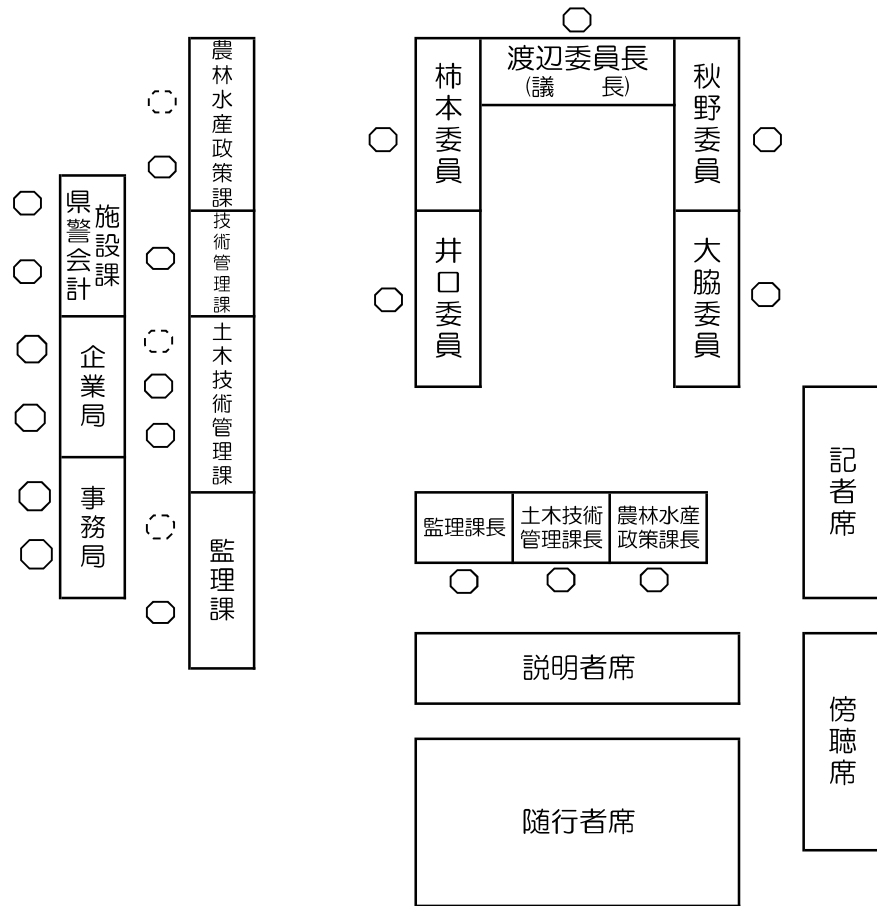 渡辺委員長
(議　　長)
柿本委員
秋野委員
井口委員
大脇委員
農林水産政策課
技術管理課
土木技術管理課
監理課
施設課
県警会計
企業局
事務局
監理課長
土木技術
管理課長
農林水産
政策課長
記者席
説明者席
傍聴席
随行者席